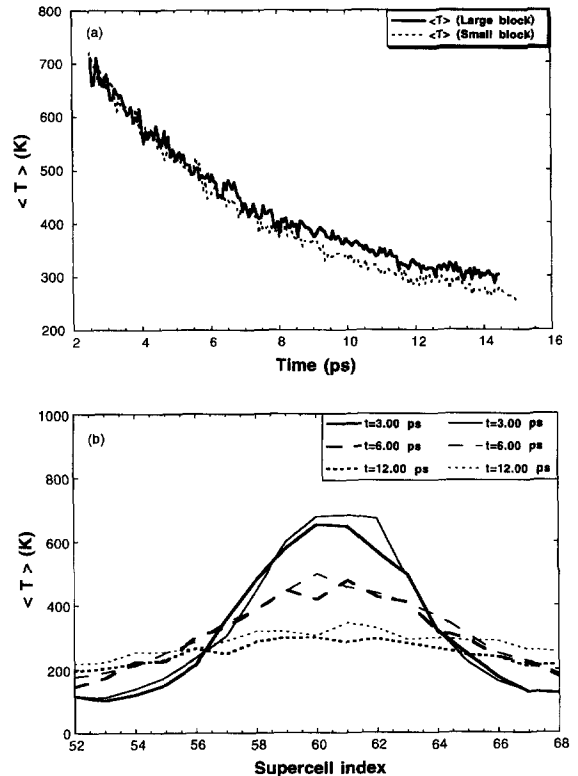 (a)
<T> (Large block)
<T> (Small block)
800
700
600
500
400
300
200
< T > (K)
2 4 6 8 10 12 14 16
Time (ps)
(b)
t=3.00 ps t=3.00 ps
t=6.00 ps t=6.00 ps
t=12.00 ps t=12.00 ps
1000
800
600
400
200
0
< T > (K)
52 54 56 58 60 62 64 66 68
Supercell index